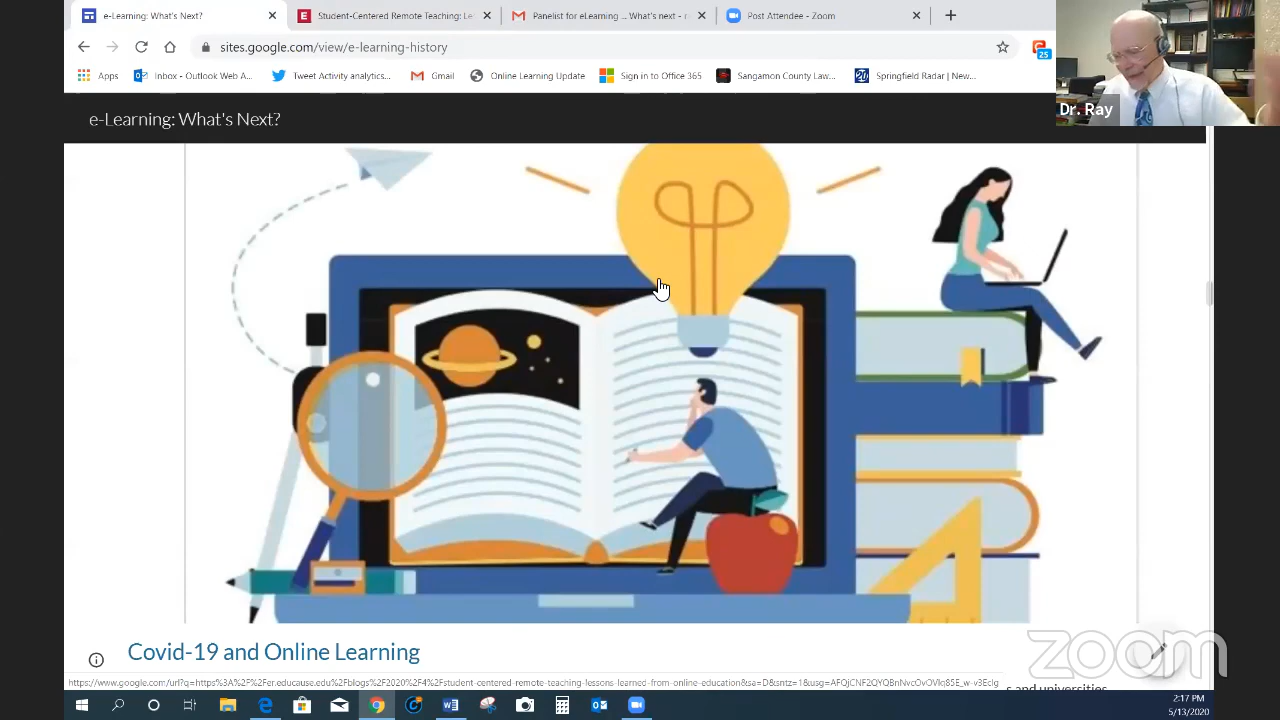 e-Learning: What's Next?
Student-Centered Remote Teaching: Le
Panelist for eLearning ... What's next - r
Post Attendee - Zoom
sites.google.com/view/e-learning-history
25
Apps
Inbox - Outlook Web A...
Tweet Activity analytics...
Gmail
Online Learning Update
Sign in to Office 365
Sangamon County Law...
Springfield Radar | New...
Dr. Ray
e-Learning: What's Next?
Covid-19 and Online Learning
zoom
s and universities
2:17 PM
5/13/2020